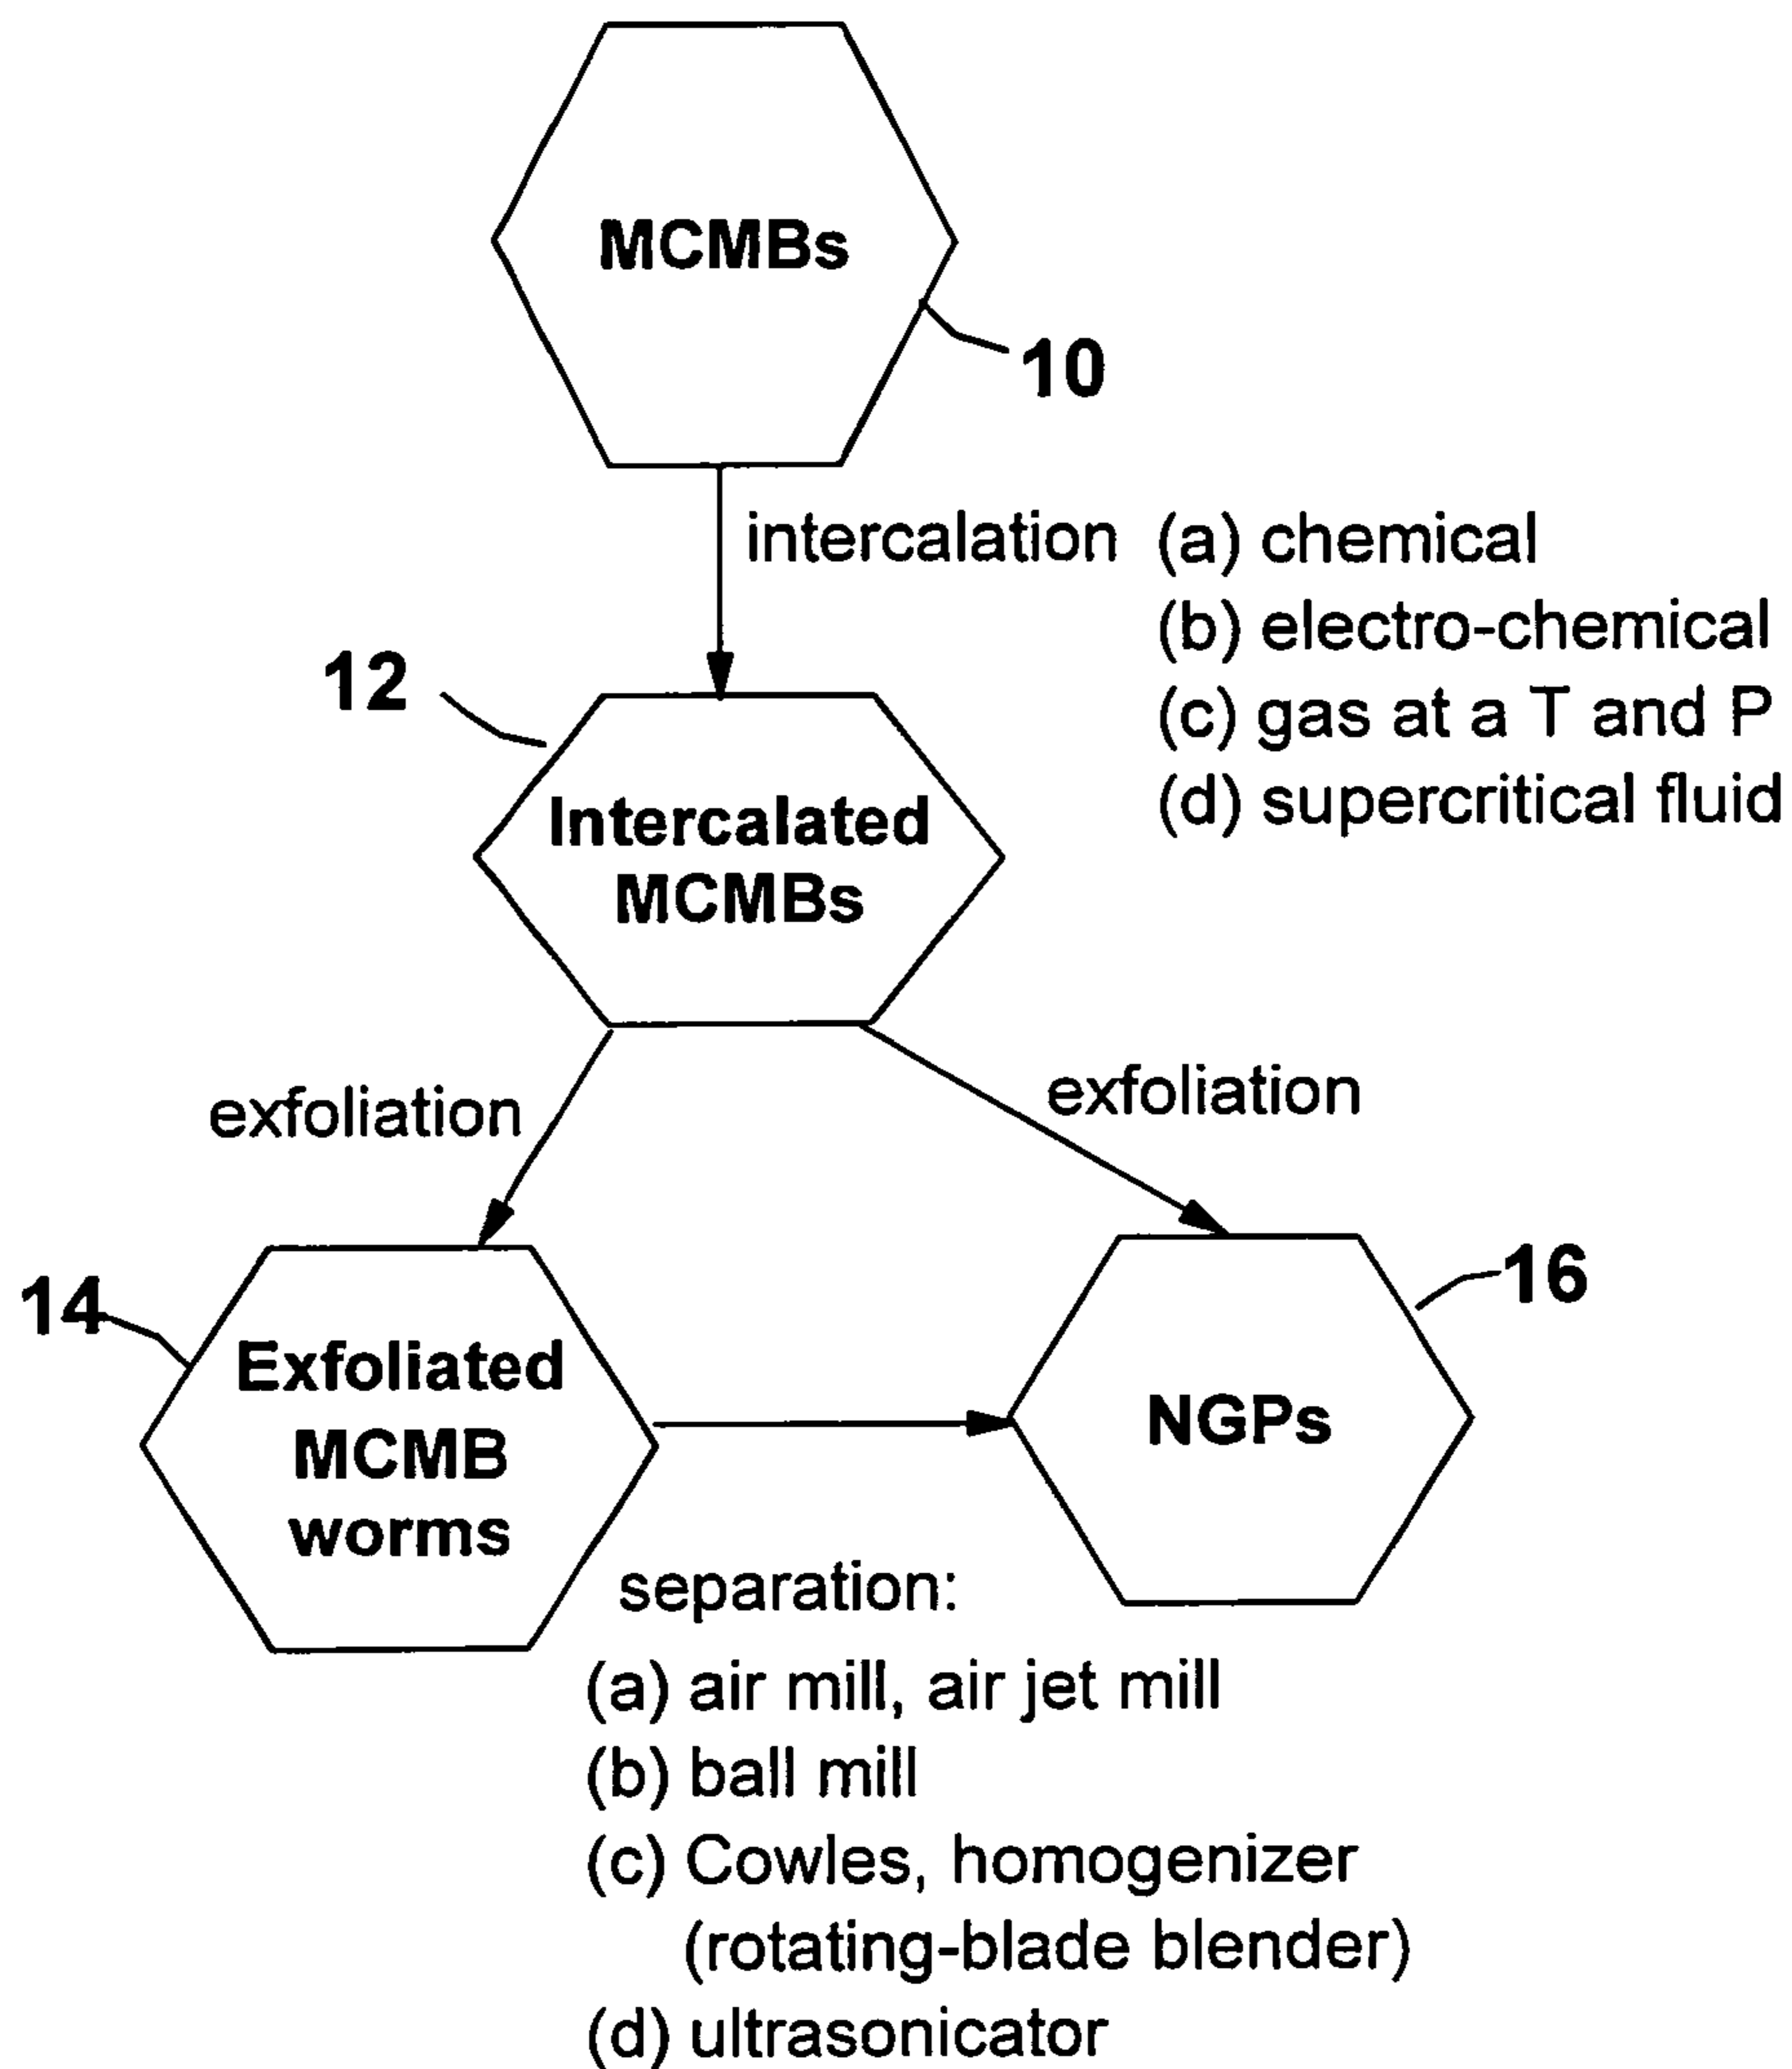 MCMBs
10
intercalation
(a) chemical
(b) electro-chemical
(c) gas at a T and P
(d) supercritical fluid
12
Intercalated
MCMBs
exfoliation
exfoliation
14
Exfoliated
MCMB
worms
16
NGPs
separation:
(a) air mill, air jet mill
(b) ball mill
(c) Cowles, homogenizer
(rotating-blade blender)
(d) ultrasonicator